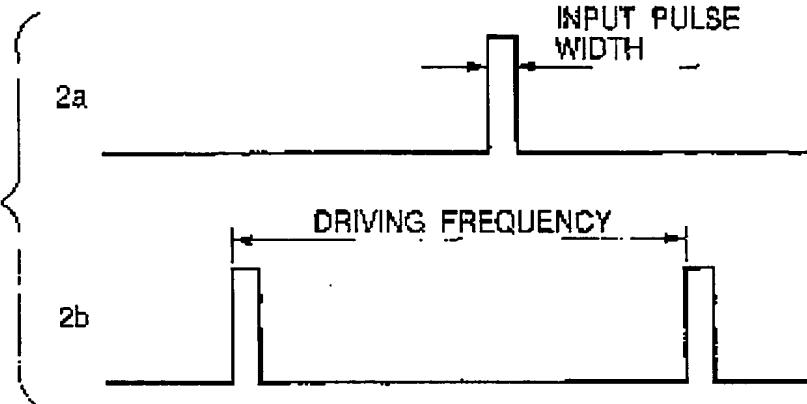 INPUT PULSE
WIDTH
2a
DRIVING FREQUENCY
2b